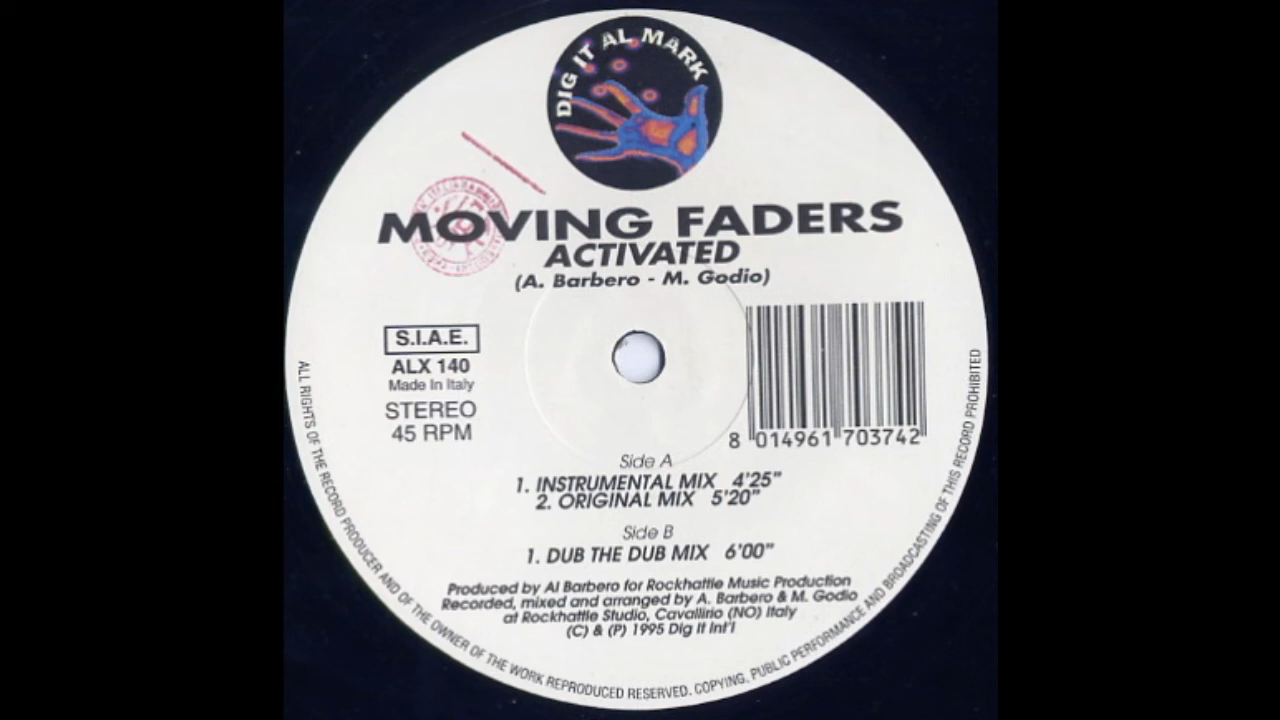 DIG IT AL MARK
MOVING FADERS
ACTIVATED
(A. Barbero - M. Godio)
S.I.A.E.
ALX 140
Made In Italy
STEREO
45 RPM
8 014961 703742
Side A
1. INSTRUMENTAL MIX 4'25"
2. ORIGINAL MIX 5'20"
Side B
1. DUB THE DUB MIX 6'00"
Produced by Al Barbero for Rockhattle Music Production
Recorded, mixed and arranged by A. Barbero & M. Godio
at Rockhattle Studio, Cavallirio (NO) Italy
(C) & (P) 1995 Dig It Int'l
ALL RIGHTS OF THE RECORD PRODUCER AND OF THE OWNER OF THE WORK REPRODUCED RESERVED. COPYING, PUBLIC PERFORMANCE AND BROADCASTING OF THIS RECORD PROHIBITED